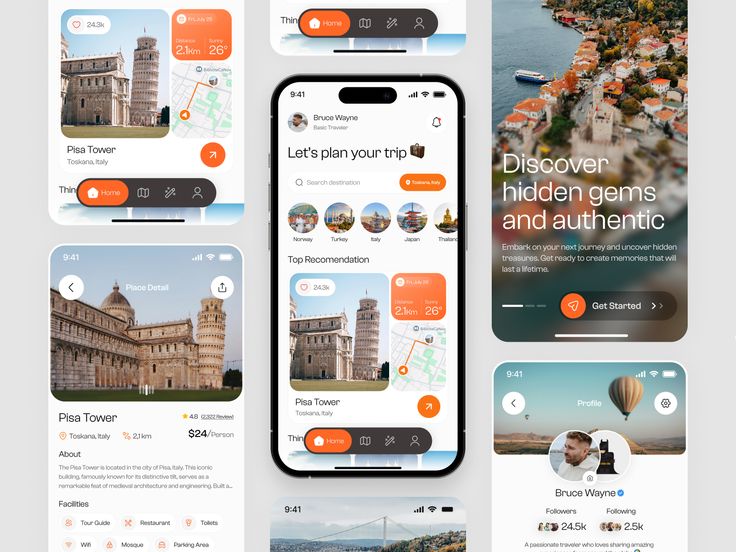 24.3k
Fri, July 25
Distance
2.1km
Sunny
26°
Pisa Tower
Toskana, Italy
Home
Home
9:41
Bruce Wayne
Basic Traveler
Let's plan your trip
Search destination
Toskana, Italy
Norway
Turkey
Italy
Japan
Top Recomendation
24.3k
Fri, July 25
Distance
2.1km
Sunny
26°
Pisa Tower
Toskana, Italy
Home
Discover
hidden gems
and authentic
Embark on your next journey and uncover hidden
treasures. Get ready to create memories that will
last a lifetime.
Get Started
9:41
Place Detail
Pisa Tower
4.8 (2,322 Review)
Toskana, Italy
2,1 km
$24/Person
About
The Pisa Tower is located in the city of Pisa, Italy. This iconic
building, famously known for its distinctive tilt, serves as a
remarkable feat of medieval architecture and engineering. Built a...
Facilities
Tour Guide
Restaurant
Toilets
Wifi
Mosque
Parking Area
9:41
9:41
Profile
Bruce Wayne
Followers
24.5k
Following
2.5k
A passionate traveler who loves sharing amazing